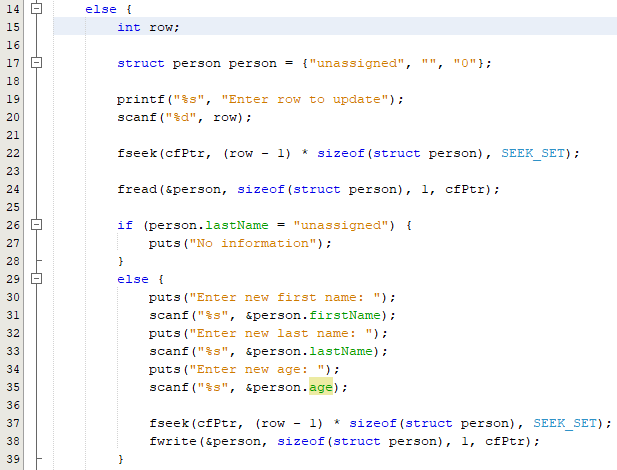 14 else {
15 int row;
16
17 struct person person = {"unassigned", "", "0"};
18
19 printf("%s", "Enter row to update");
20 scanf("%d", row);
21
22 fseek(cfPtr, (row - 1) * sizeof(struct person), SEEK_SET);
23
24 fread(&person, sizeof(struct person), 1, cfPtr);
25
26 if (person.lastName = "unassigned") {
27 puts("No information");
28 }
29 else {
30 puts("Enter new first name: ");
31 scanf("%s", &person.firstName);
32 puts("Enter new last name: ");
33 scanf("%s", &person.lastName);
34 puts("Enter new age: ");
35 scanf("%s", &person.age);
36
37 fseek(cfPtr, (row - 1) * sizeof(struct person), SEEK_SET);
38 fwrite(&person, sizeof(struct person), 1, cfPtr);
39 }